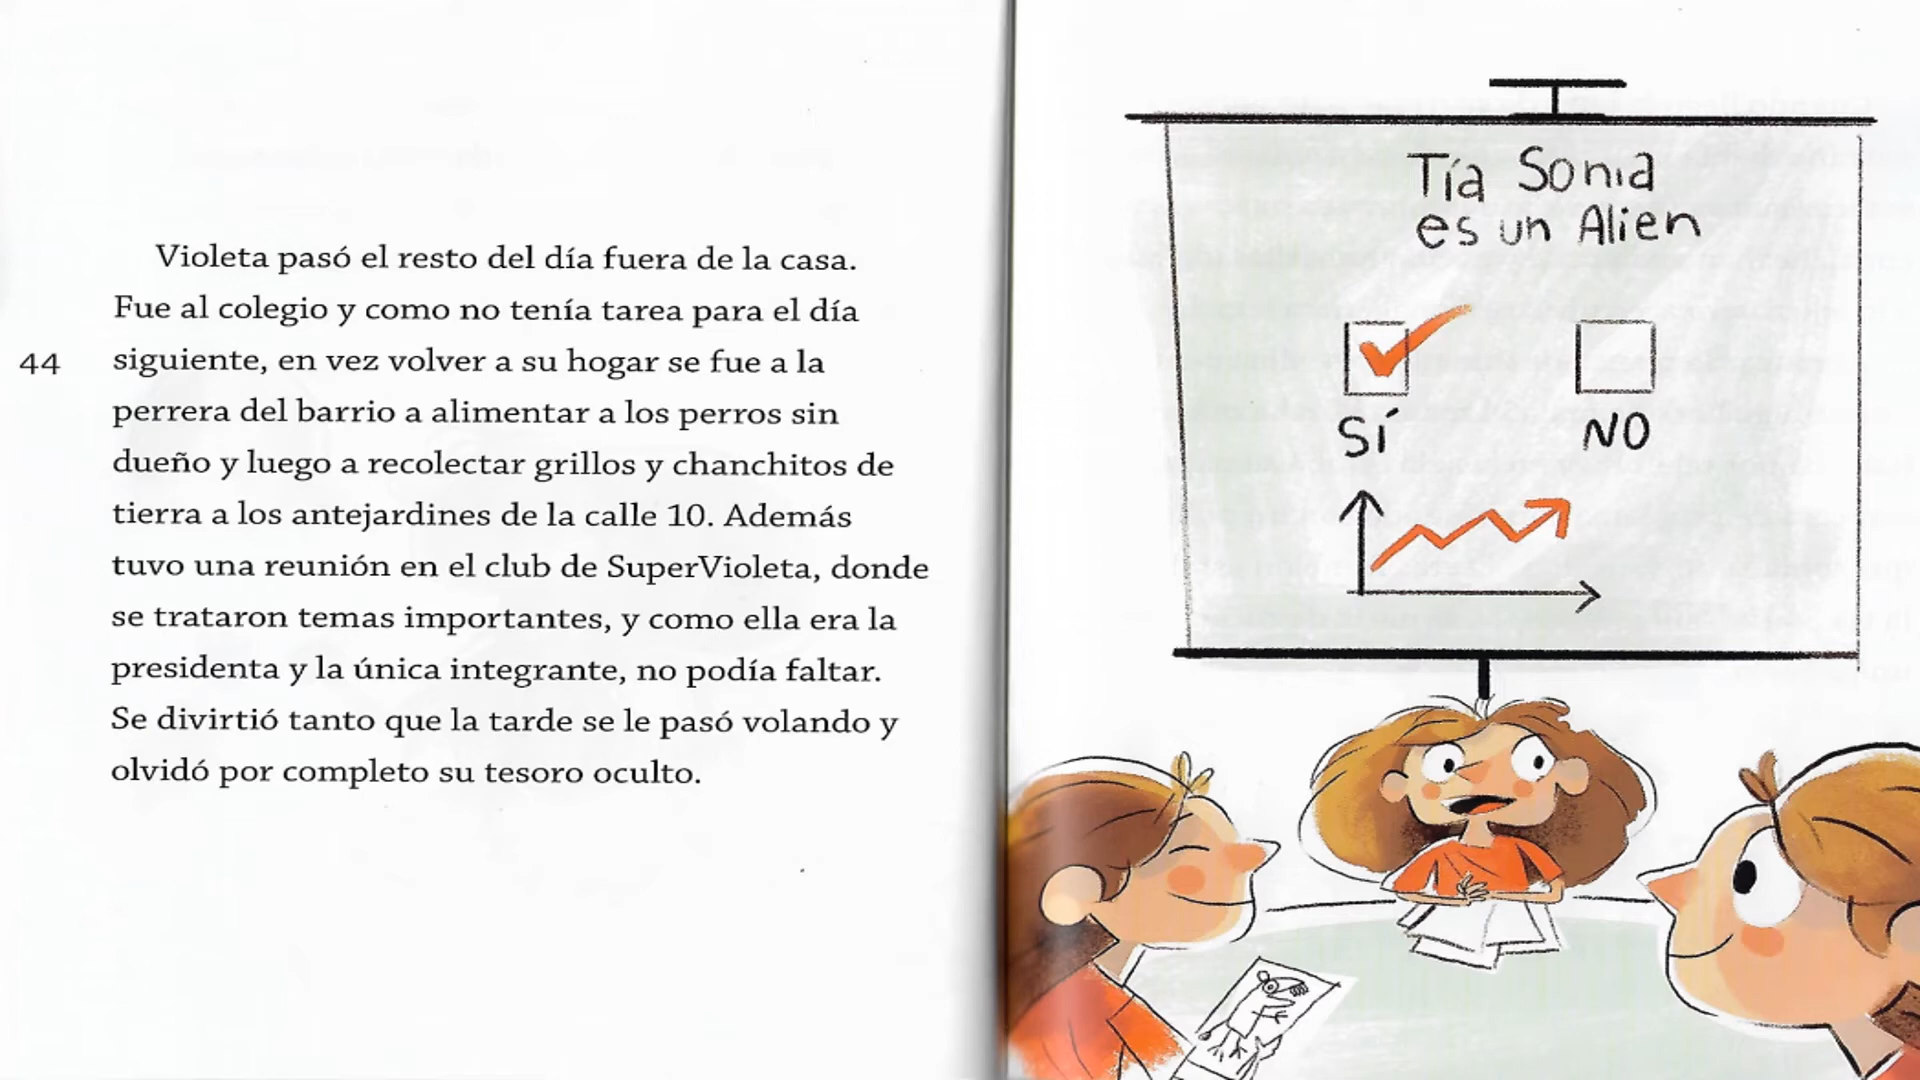 Violeta pasó el resto del día fuera de la casa.
Fue al colegio y como no tenía tarea para el día
siguiente, en vez volver a su hogar se fue a la
perrera del barrio a alimentar a los perros sin
dueño y luego a recolectar grillos y chanchitos de
tierra a los antejardines de la calle 10. Además
tuvo una reunión en el club de SuperVioleta, donde
se trataron temas importantes, y como ella era la
presidenta y la única integrante, no podía faltar.
Se divirtió tanto que la tarde se le pasó volando y
olvidó por completo su tesoro oculto.
44
Tía Sonia
es un Alien
SÍ
NO